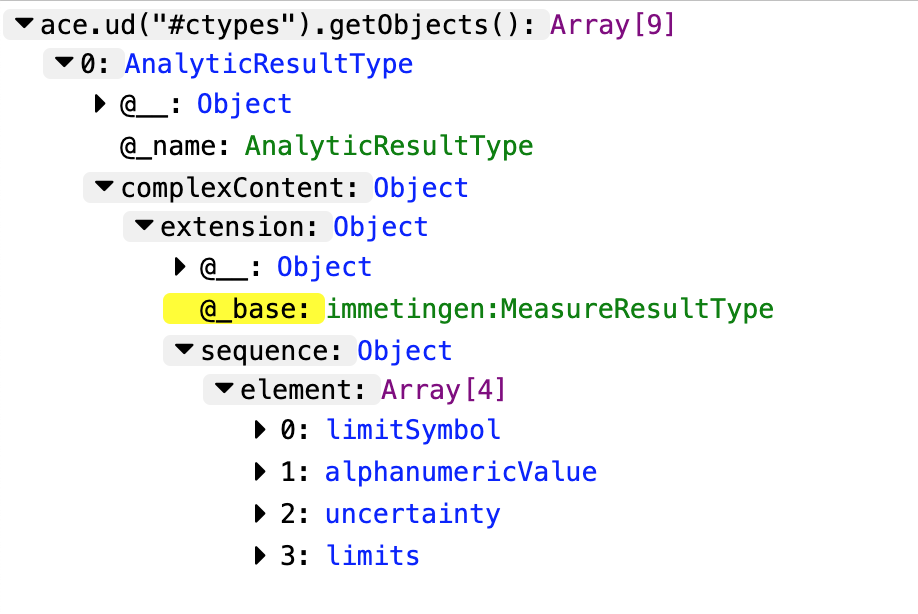 ace.ud("#ctypes").getObjects(): Array[9]
0: AnalyticResultType
@__: Object
@_name: AnalyticResultType
complexContent: Object
extension: Object
@__: Object
@_base: immetingen:MeasureResultType
sequence: Object
element: Array[4]
0: limitSymbol
1: alphanumericValue
2: uncertainty
3: limits